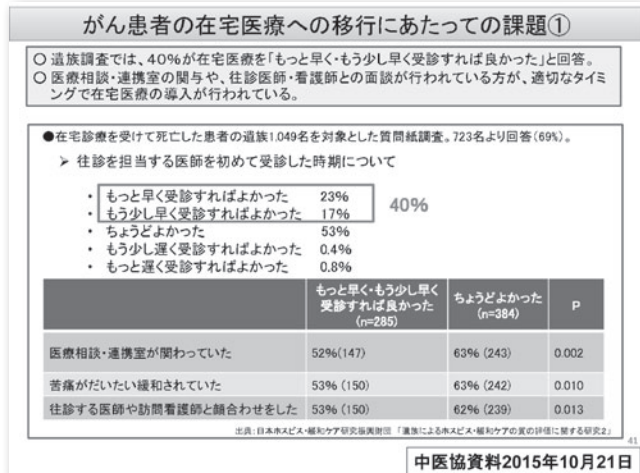 がん患者の在宅医療への移行にあたっての課題①
○ 遺族調査では、40%が在宅医療を「もっと早く・もう少し早く受診すれば良かった」と回答。
○ 医療相談・連携室の関与や、往診医師・看護師との面談が行われている方が、適切なタイミ
ングで在宅医療の導入が行われている。
●在宅診療を受けて死亡した患者の遺族1,049名を対象とした質問紙調査。723名より回答(69%)。
➢ 往診を担当する医師を初めて受診した時期について
・ もっと早く受診すればよかった 23%
・ もう少し早く受診すればよかった 17%
40%
・ ちょうどよかった 53%
・ もう少し遅く受診すればよかった 0.4%
・ もっと遅く受診すればよかった 0.8%
もっと早く・もう少し早く
受診すれば良かった
(n=285)
ちょうどよかった
(n=384)
P
医療相談・連携室が関わっていた 52%(147) 63% (243) 0.002
苦痛がだいたい緩和されていた 53% (150) 63% (242) 0.010
往診する医師や訪問看護師と顔合わせをした 53% (150) 62% (239) 0.013
出典:日本ホスピス・緩和ケア研究振興財団 「遺族によるホスピス・緩和ケアの質の評価に関する研究2」
41
中医協資料2015年10月21日